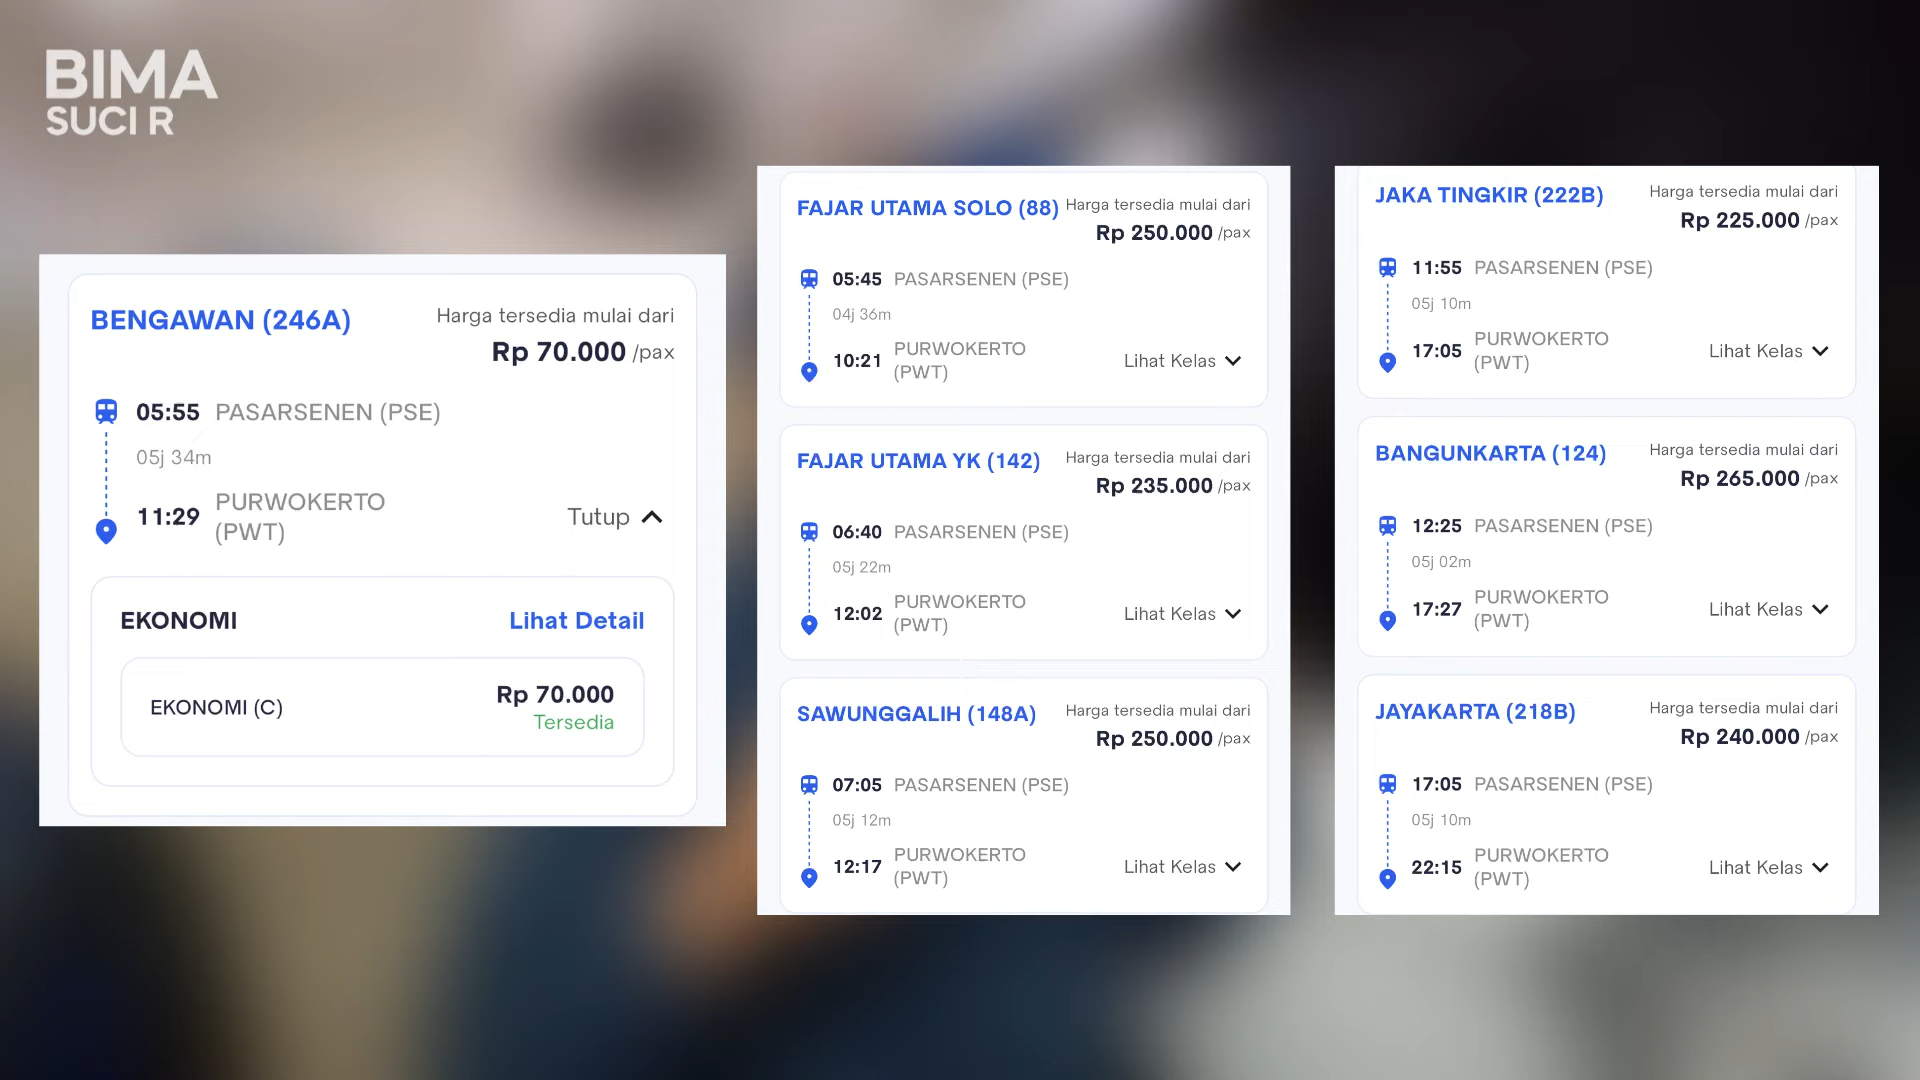 BIMA
SUCI R
BENGAWAN (246A)
Harga tersedia mulai dari
Rp 70.000 /pax
05:55 PASARSENEN (PSE)
05j 34m
11:29 PURWOKERTO
(PWT)
Tutup
EKONOMI
Lihat Detail
EKONOMI (C)
Rp 70.000
Tersedia
FAJAR UTAMA SOLO (88)
Harga tersedia mulai dari
Rp 250.000 /pax
05:45 PASARSENEN (PSE)
04j 36m
10:21 PURWOKERTO
(PWT)
Lihat Kelas
FAJAR UTAMA YK (142)
Harga tersedia mulai dari
Rp 235.000 /pax
06:40 PASARSENEN (PSE)
05j 22m
12:02 PURWOKERTO
(PWT)
Lihat Kelas
SAWUNGGALIH (148A)
Harga tersedia mulai dari
Rp 250.000 /pax
07:05 PASARSENEN (PSE)
05j 12m
12:17 PURWOKERTO
(PWT)
Lihat Kelas
JAKA TINGKIR (222B)
Harga tersedia mulai dari
Rp 225.000 /pax
11:55 PASARSENEN (PSE)
05j 10m
17:05 PURWOKERTO
(PWT)
Lihat Kelas
BANGUNKARTA (124)
Harga tersedia mulai dari
Rp 265.000 /pax
12:25 PASARSENEN (PSE)
05j 02m
17:27 PURWOKERTO
(PWT)
Lihat Kelas
JAYAKARTA (218B)
Harga tersedia mulai dari
Rp 240.000 /pax
17:05 PASARSENEN (PSE)
05j 10m
22:15 PURWOKERTO
(PWT)
Lihat Kelas